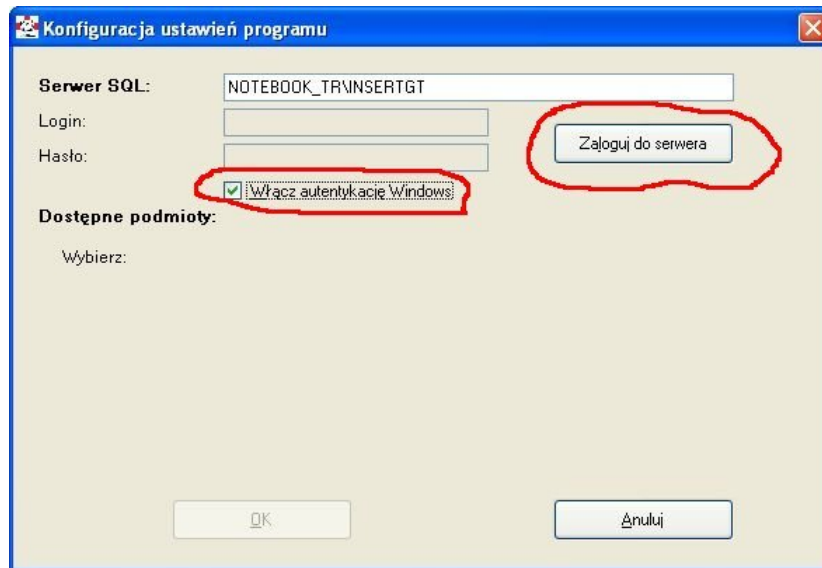 Konfiguracja ustawień programu
Serwer SQL: NOTEBOOK_TR\INSERTGT
Login:
Hasło:
Zaloguj do serwera
Włącz autentykację Windows
Dostępne podmioty:
Wybierz:
OK
Anuluj